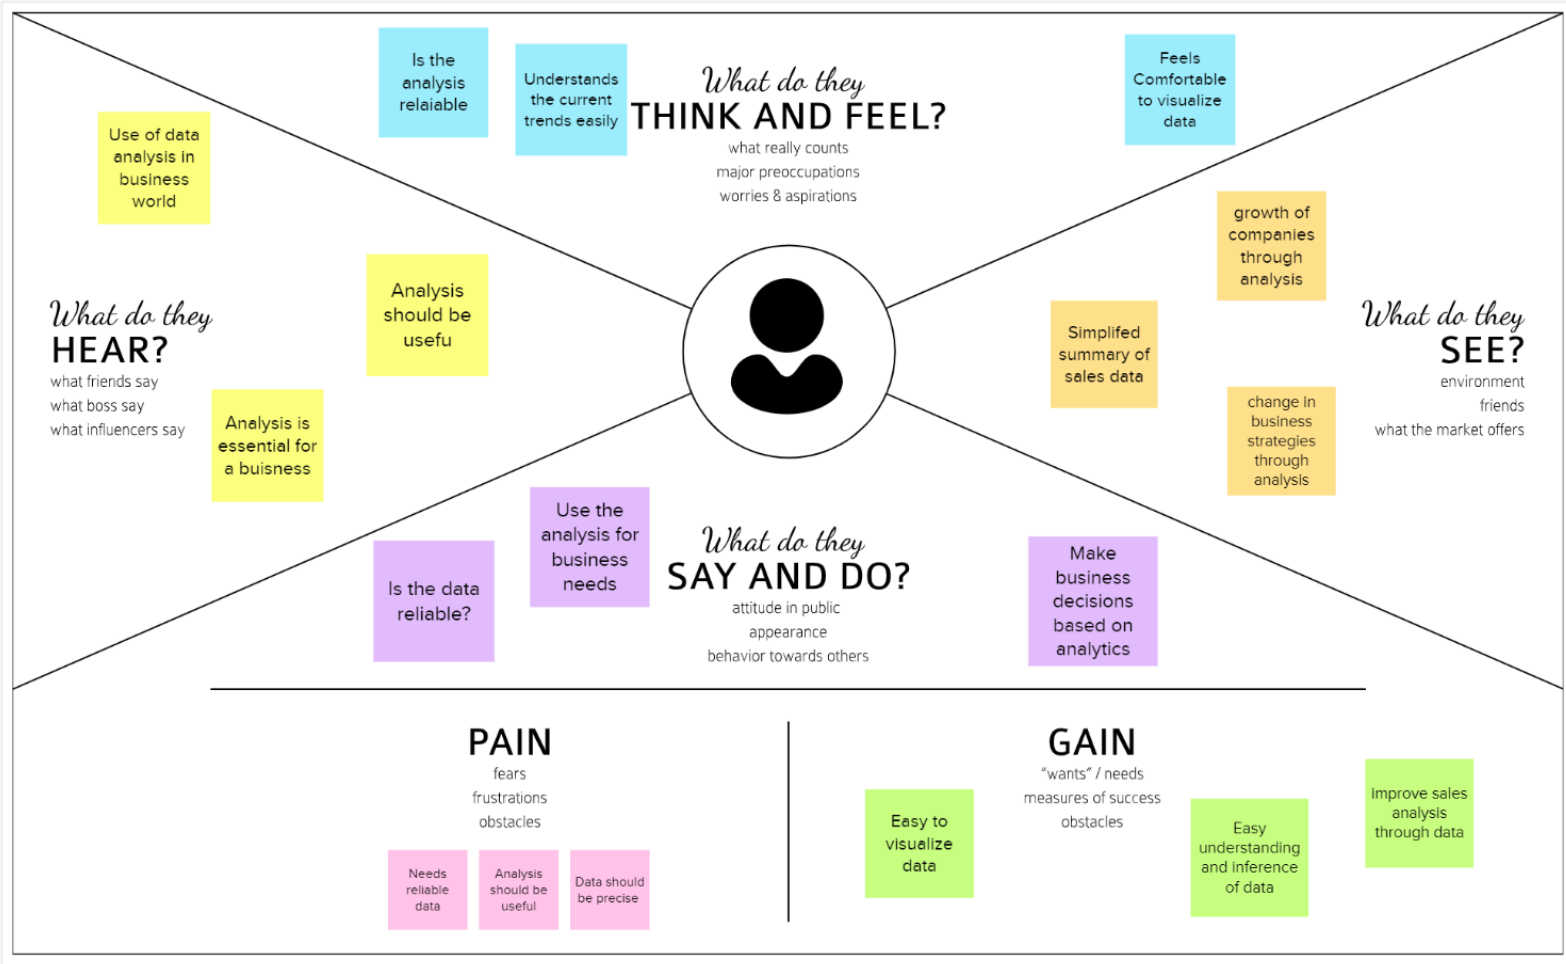 Is the
analysis
relaiable
Understands
the current
trends easily
What do they
THINK AND FEEL?
what really counts
major preoccupations
worries & aspirations
Feels
Comfortable
to visualize
data
Use of data
analysis in
business
world
Analysis
should be
usefu
What do they
HEAR?
what friends say
what boss say
what influencers say
Analysis is
essential for
a buisness
growth of
companies
through
analysis
Simplifed
summary of
sales data
What do they
SEE?
environment
friends
what the market offers
change in
business
strategies
through
analysis
Is the data
reliable?
Use the
analysis for
business
needs
What do they
SAY AND DO?
attitude in public
appearance
behavior towards others
Make
business
decisions
based on
analytics
PAIN
fears
frustrations
obstacles
Needs
reliable
data
Analysis
should be
useful
Data should
be precise
GAIN
"wants" / needs
measures of success
obstacles
Easy to
visualize
data
Easy
understanding
and inference
of data
improve sales
analysis
through data